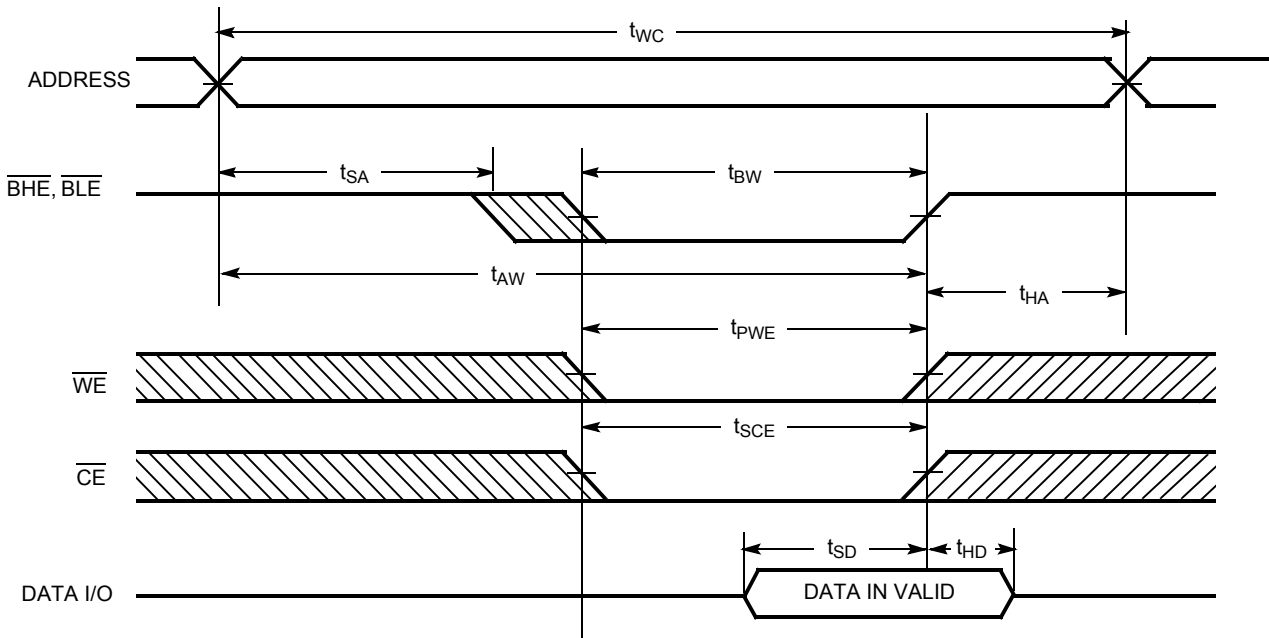 tWC
ADDRESS
tSA
tBW
BHE, BLE
tAW
tHA
tPWE
WE
tSCE
CE
tSD
tHD
DATA I/O
DATA IN VALID